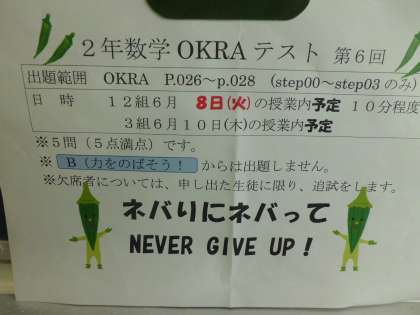 ２年数学 OKRA テスト 第６回
出題範囲 OKRA P.026～p.028 (step00～step03 のみ)
日 時 １２組６月 8日(火)の授業内予定 １０分程度
３組６月１０日(木)の授業内予定
※５問（５点満点）です。
※ B（力をのばそう！ からは出題しません。
※欠席者については、申し出た生徒に限り、追試をします。
ネバりにネバって
NEVER GIVE UP！